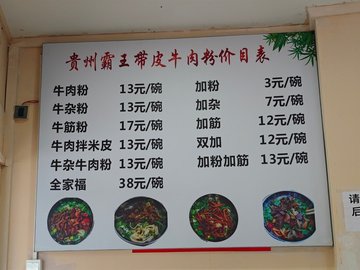 貴州霸王带皮牛肉粉价目表
牛肉粉 13元/碗
牛杂粉 13元/碗
牛筋粉 17元/碗
牛肉拌米皮 13元/碗
牛杂牛肉粉 13元/碗
全家福 38元/碗
加粉 3元/碗
加杂 7元/碗
加筋 12元/碗
双加 12元/碗
加粉加筋 13元/碗
请
后